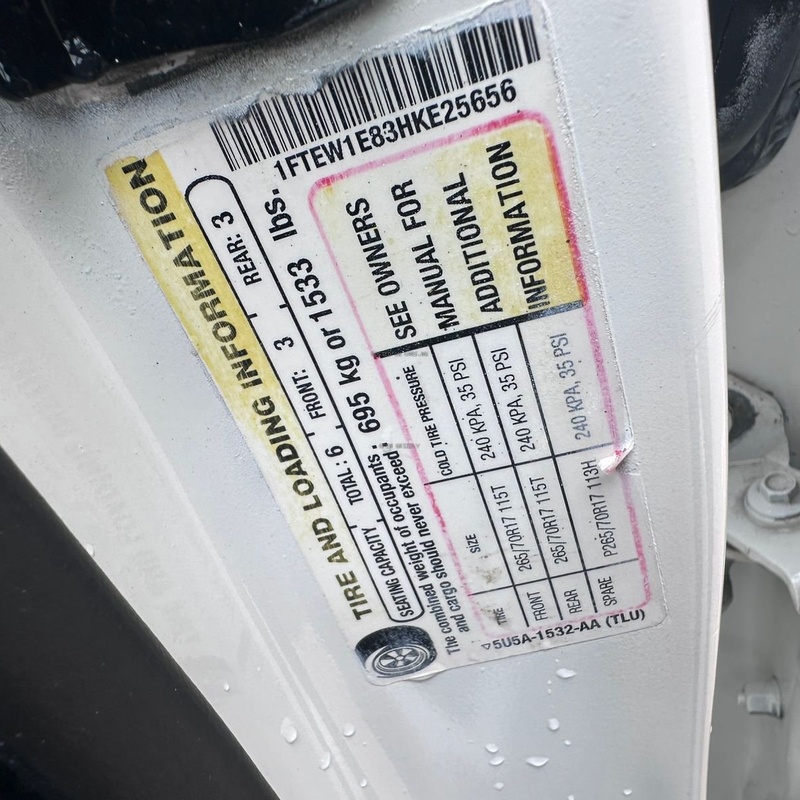 1FTEW1E83HKE25656
TIRE AND LOADING INFORMATION
SEATING CAPACITY TOTAL: 6 FRONT: 3 REAR: 3
The combined weight of occupants
and cargo should never exceed: 695 kg or 1533 lbs.
TIRE SIZE COLD TIRE PRESSURE
FRONT 265/70R17 115T 240 KPA, 35 PSI
REAR 265/70R17 115T 240 KPA, 35 PSI
SPARE P265/70R17 113H 240 KPA, 35 PSI
SEE OWNERS
MANUAL FOR
ADDITIONAL
INFORMATION
5U5A-1532-AA (TLU)